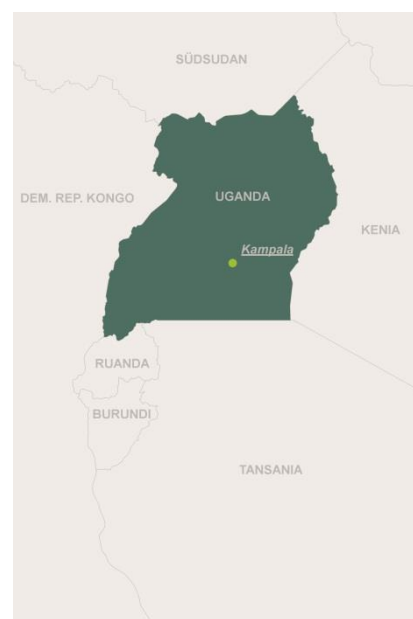 SÜDSUDAN
DEM. REP. KONGO
UGANDA
KENIA
Kampala
RUANDA
BURUNDI
TANSANIA